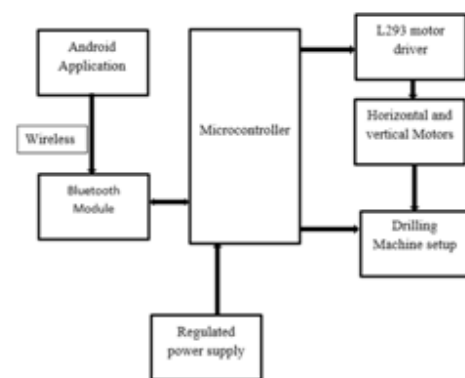 Android
Application
Wireless
Bluetooth
Module
Microcontroller
L293 motor
driver
Horizontal and
vertical Motors
Drilling
Machine setup
Regulated
power supply